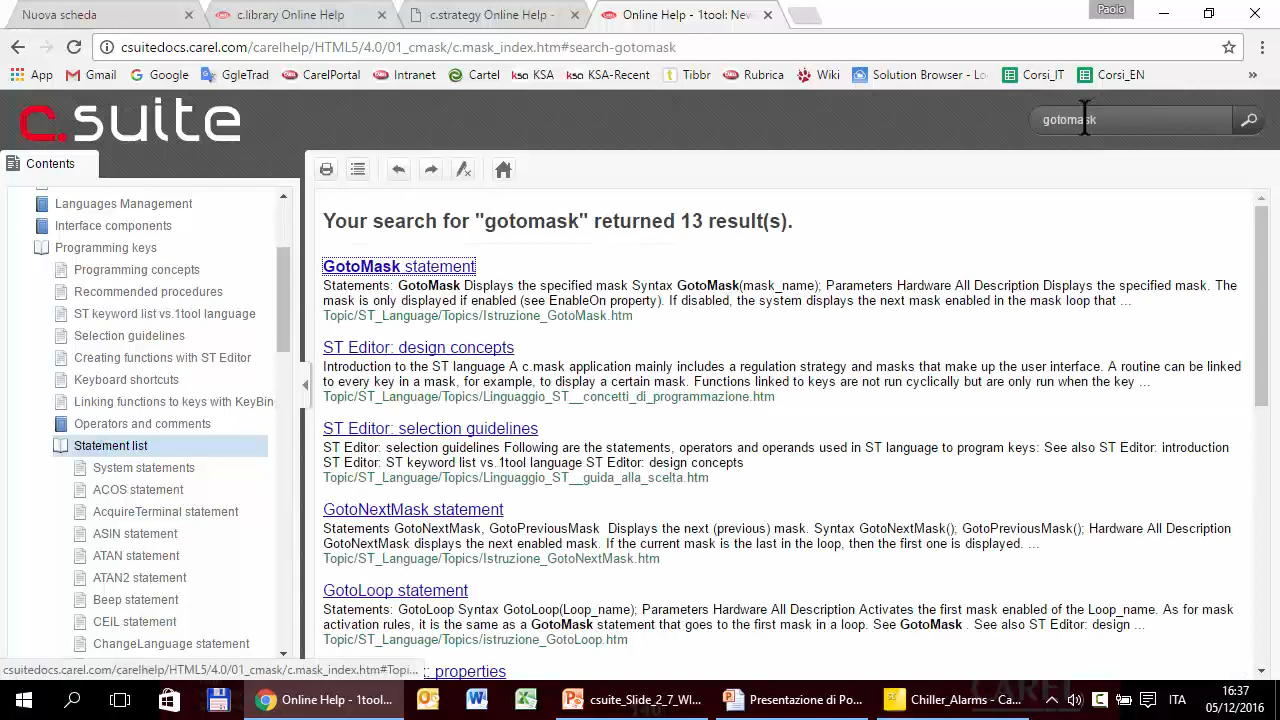 Nuova scheda
c.library Online Help
c.strategy Online Help -
Online Help - 1tool: Nev
Paolo
csuitedocs.carel.com/carelhelp/HTML5/4.0/01_cmask/c.mask_index.htm#search-gotomask
App
Gmail
Google
GgleTrad
CarelPortal
Intranet
Cartel
ksa KSA
ksa KSA-Recent
Tibbr
Rubrica
Wiki
Solution Browser - Lo
Corsi_IT
Corsi_EN
»
c.suite
gotomask
Contents
Languages Management
Interface components
Programming keys
Programming concepts
Recommended procedures
ST keyword list vs.1tool language
Selection guidelines
Creating functions with ST Editor
Keyboard shortcuts
Linking functions to keys with KeyBin
Operators and comments
Statement list
System statements
ACOS statement
AcquireTerminal statement
ASIN statement
ATAN statement
ATAN2 statement
Beep statement
CEIL statement
ChangeLanguage statement
Your search for "gotomask" returned 13 result(s).
GotoMask statement
Statements: GotoMask Displays the specified mask Syntax GotoMask(mask_name); Parameters Hardware All Description Displays the specified mask. The
mask is only displayed if enabled (see EnableOn property). If disabled, the system displays the next mask enabled in the mask loop that ...
Topic/ST_Language/Topics/Istruzione_GotoMask.htm
ST Editor: design concepts
Introduction to the ST language A c.mask application mainly includes a regulation strategy and masks that make up the user interface. A routine can be linked
to every key in a mask, for example, to display a certain mask. Functions linked to keys are not run cyclically but are only run when the key ...
Topic/ST_Language/Topics/Linguaggio_ST__concetti_di_programmazione.htm
ST Editor: selection guidelines
ST Editor: selection guidelines Following are the statements, operators and operands used in ST language to program keys: See also ST Editor: introduction
ST Editor: ST keyword list vs.1tool language ST Editor: design concepts
Topic/ST_Language/Topics/Linguaggio_ST__guida_alla_scelta.htm
GotoNextMask statement
Statements GotoNextMask, GotoPreviousMask Displays the next (previous) mask. Syntax GotoNextMask(); GotoPreviousMask(); Hardware All Description
GotoNextMask displays the next enabled mask. If the current mask is the last in the loop, then the first one is displayed. ...
Topic/ST_Language/Topics/Istruzione_GotoNextMask.htm
GotoLoop statement
Statements: GotoLoop Syntax GotoLoop(Loop_name); Parameters Hardware All Description Activates the first mask enabled of the Loop_name. As for mask
activation rules, it is the same as a GotoMask statement that goes to the first mask in a loop. See GotoMask . See also ST Editor: design ...
Topic/ST_Language/Topics/istruzione_GotoLoop.htm
: properties
csuitedocs.carel.com/carelhelp/HTML5/4.0/01_cmask/c.mask_index.htm#Topi...
Online Help - 1tool...
csuite_Slide_2_7_WI...
Presentazione di Po...
Chiller_Alarms - Ca...
ITA
16:37
05/12/2016